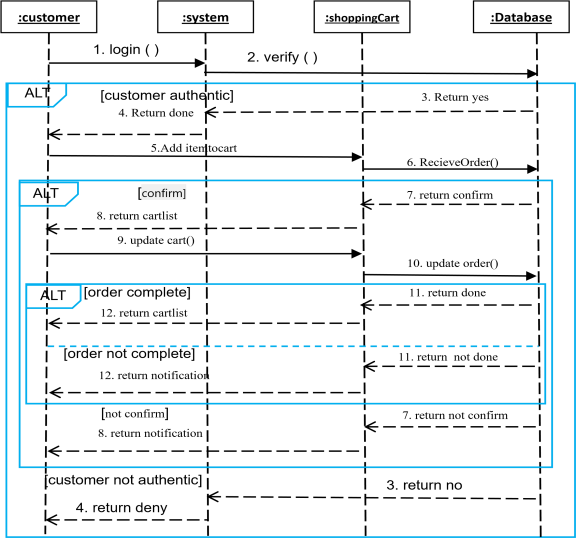 :customer
:system
:shoppingCart
:Database
1. login ( )
2. verify ( )
ALT
[customer authentic]
3. Return yes
4. Return done
5.Add itemtocart
6. RecieveOrder()
ALT
[confirm]
7. return confirm
8. return cartlist
9. update cart()
10. update order()
ALT
[order complete]
11. return done
12. return cartlist
[order not complete]
11. return not done
12. return notification
[not confirm]
7. return not confirm
8. return notification
[customer not authentic]
3. return no
4. return deny